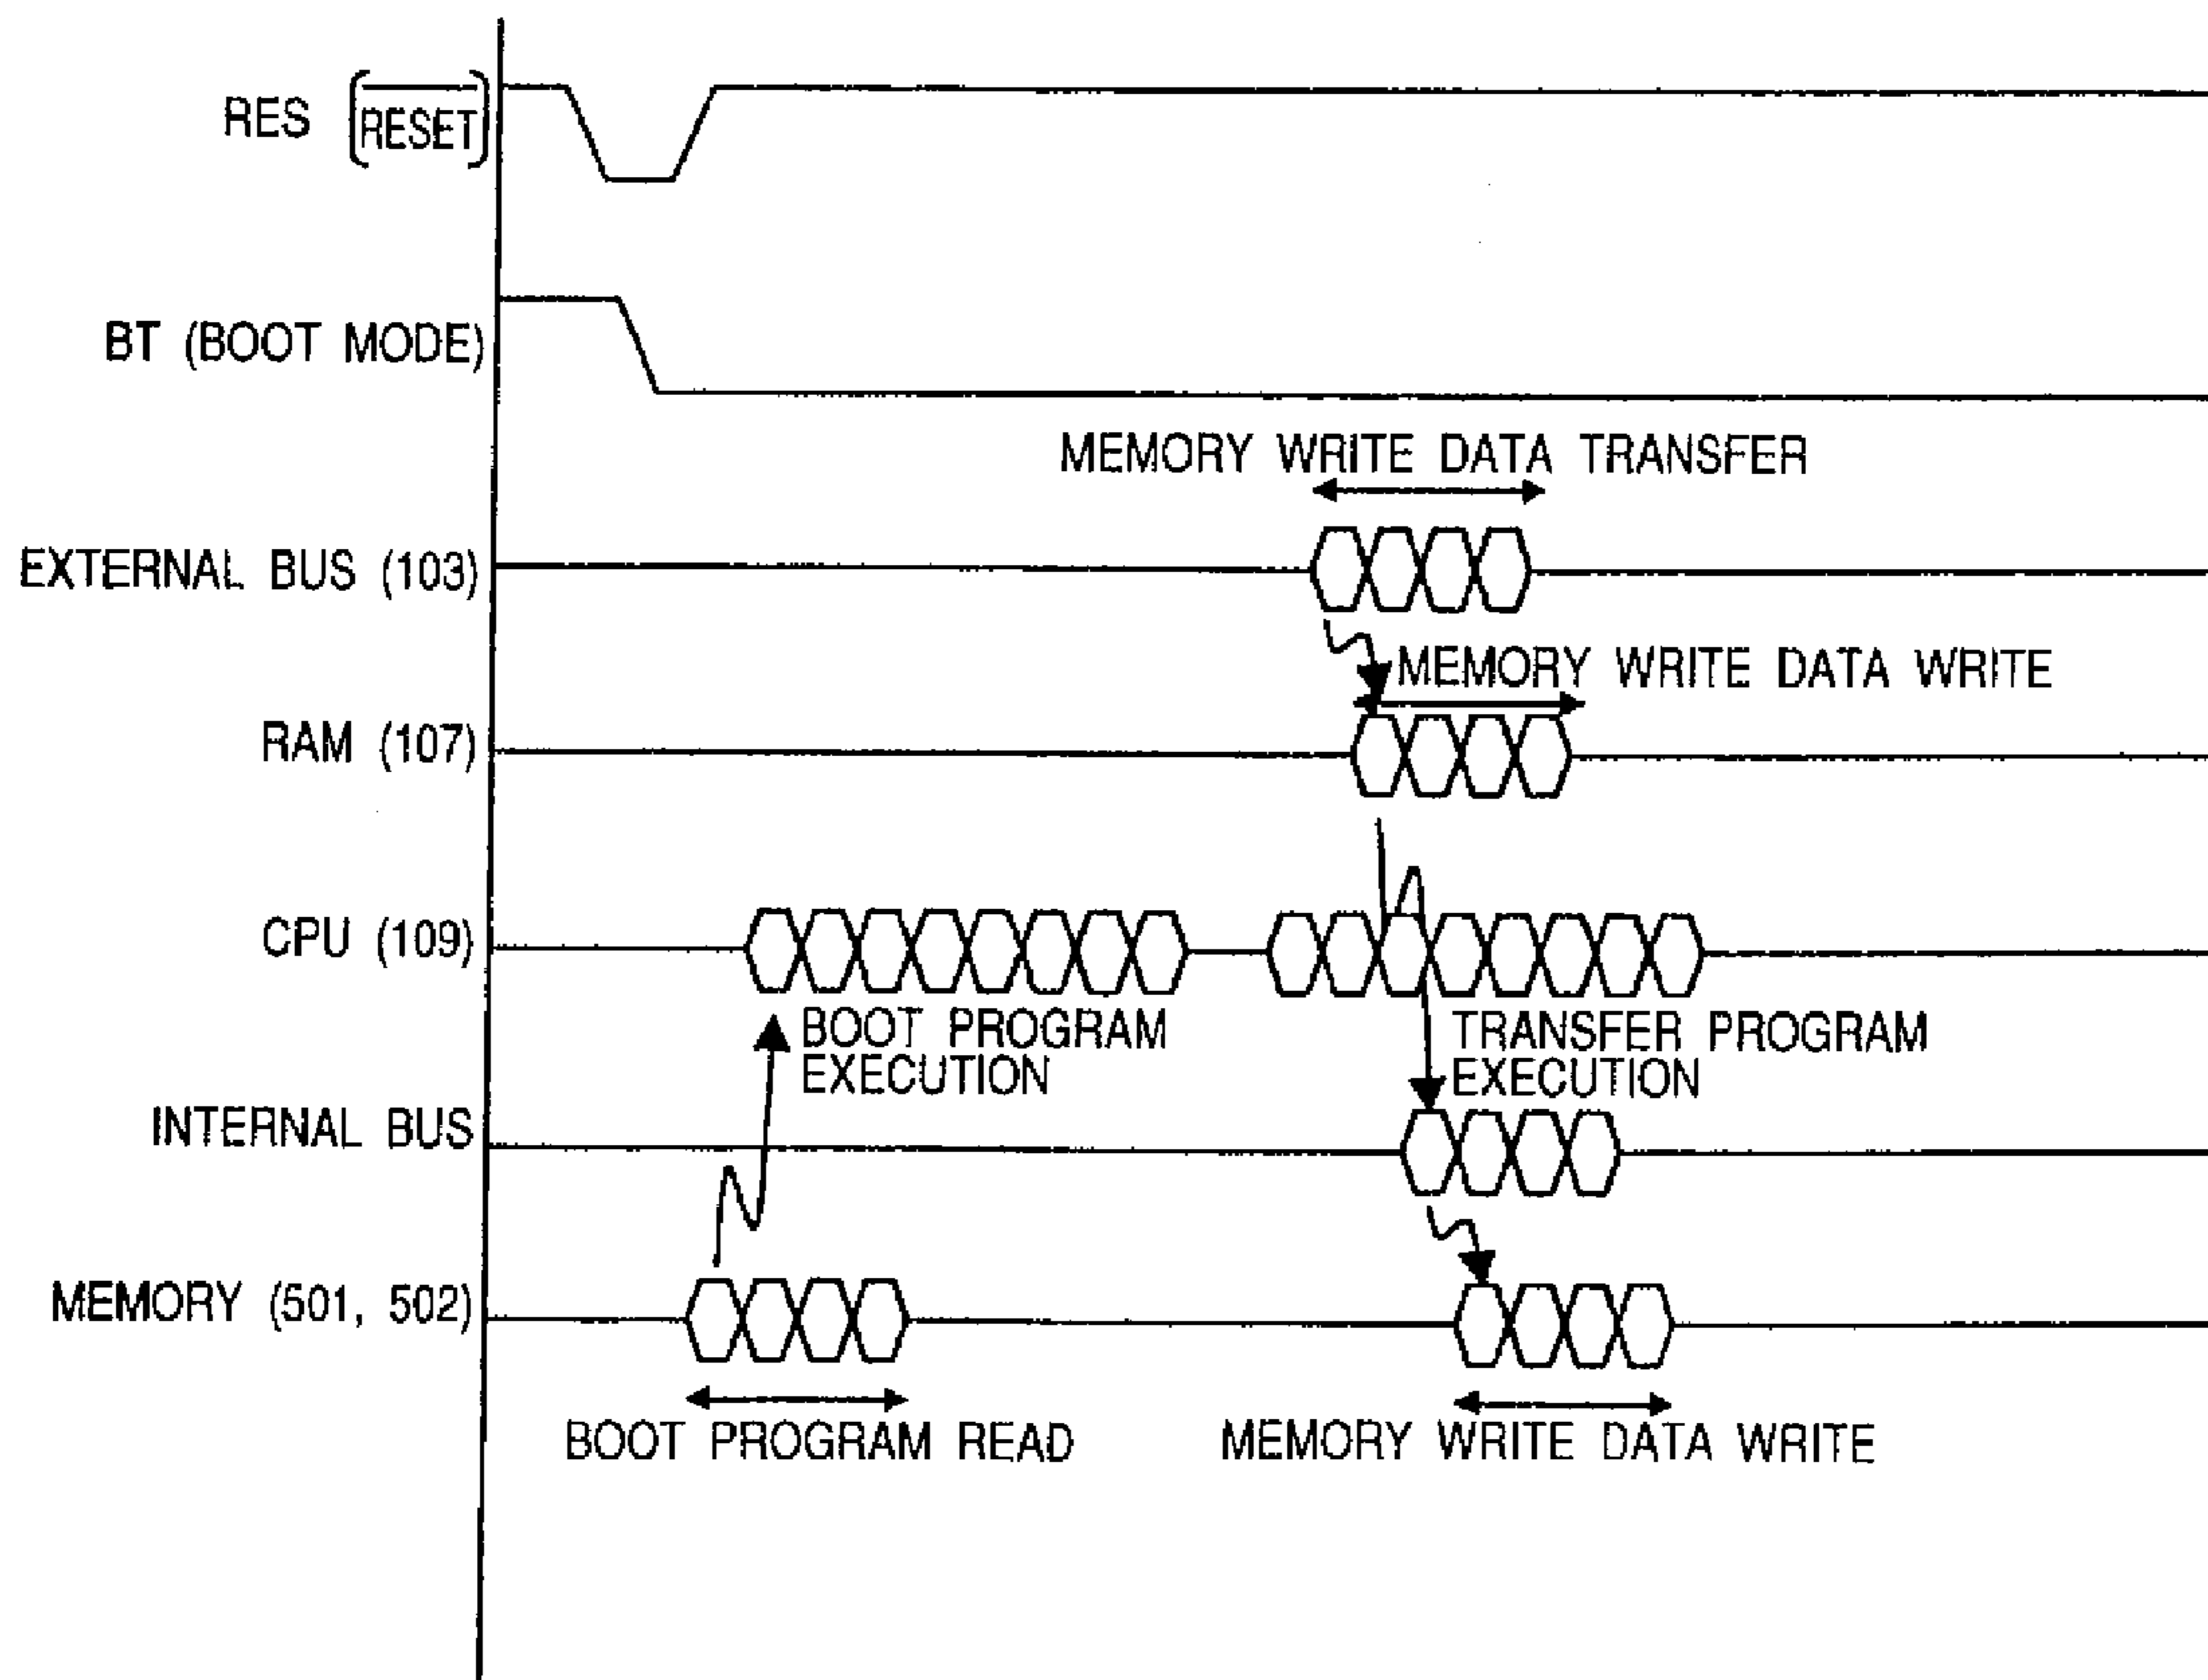 RES (RESET)
BT (BOOT MODE)
MEMORY WRITE DATA TRANSFER
EXTERNAL BUS (103)
MEMORY WRITE DATA WRITE
RAM (107)
CPU (109)
BOOT PROGRAM
EXECUTION
TRANSFER PROGRAM
EXECUTION
INTERNAL BUS
MEMORY (501, 502)
BOOT PROGRAM READ
MEMORY WRITE DATA WRITE